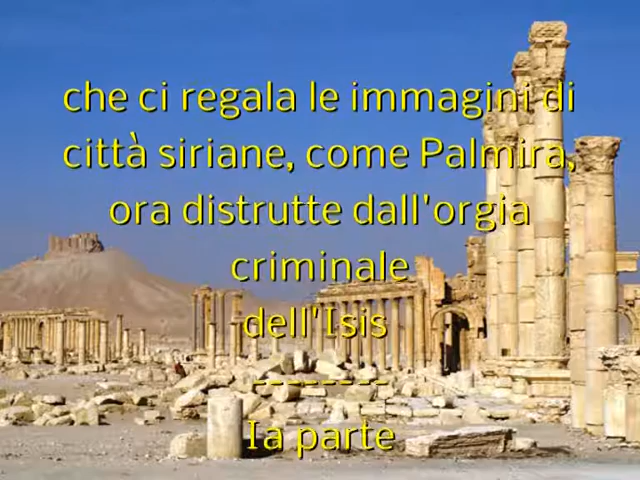 che ci regala le immagini di
città siriane, come Palmira,
ora distrutte dall'orgia
criminale
dell'Isis
--------
Ia parte